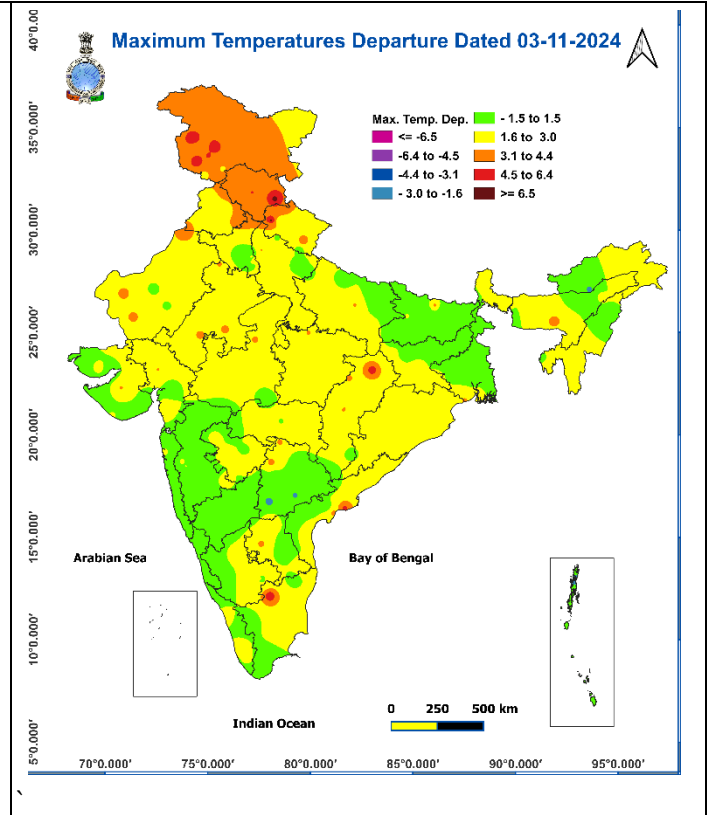 Maximum Temperatures Departure Dated 03-11-2024
Max. Temp. Dep.
<= -6.5
-6.4 to -4.5
-4.4 to -3.1
- 3.0 to -1.6
- 1.5 to 1.5
1.6 to 3.0
3.1 to 4.4
4.5 to 6.4
>= 6.5
40°0.000'
35°0.000'
30°0.000'
25°0.000'
20°0.000'
15°0.000'
10°0.000'
5°0.000'
Arabian Sea
Bay of Bengal
Indian Ocean
0 250 500 km
70°0.000' 75°0.000' 80°0.000' 85°0.000' 90°0.000' 95°0.000'
`